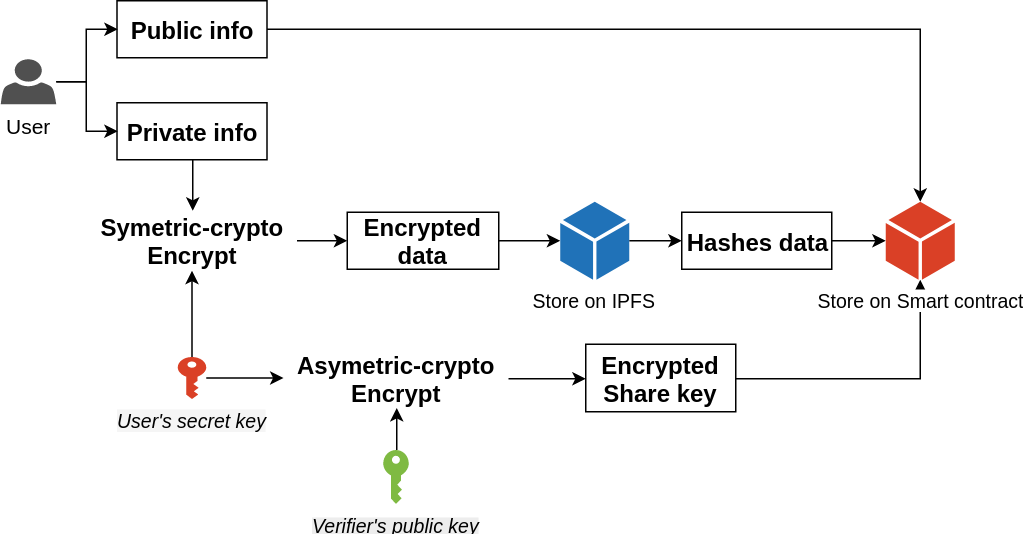 Public info
User
Private info
Symetric-crypto
Encrypt
Encrypted
data
Hashes data
Store on IPFS
Store on Smart contract
Asymetric-crypto
Encrypt
Encrypted
Share key
User's secret key
Verifier's public key